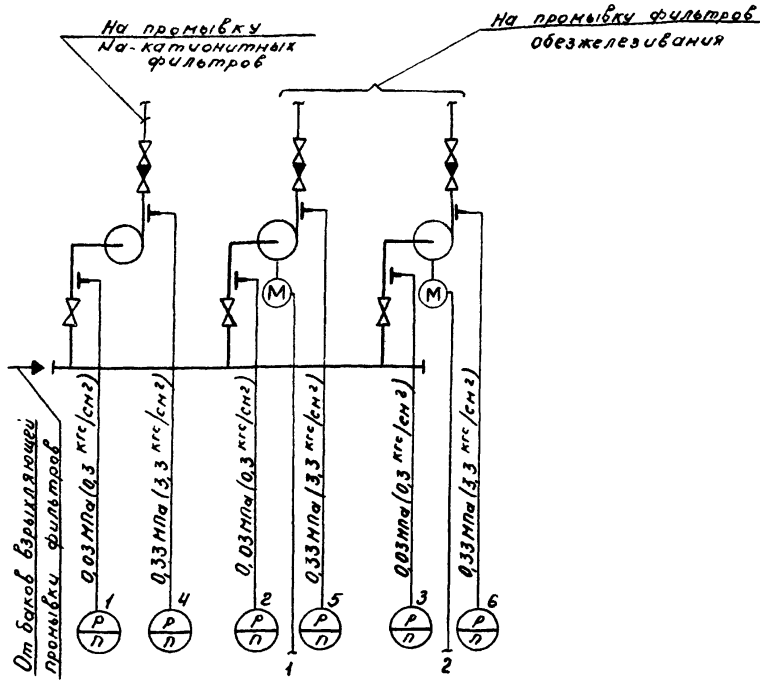 На промывку
Na-катионитных
фильтров
На промывку фильтров
обезжелезивания
М
М
От баков взрыхляющей
промывки фильтров
0,03 МПа (0,3 кгс/см²)
0,33 МПа (3,3 кгс/см²)
0,03 МПа (0,3 кгс/см²)
0,33 МПа (3,3 кгс/см²)
0,03 МПа (0,3 кгс/см²)
0,33 МПа (3,3 кгс/см²)
1
4
2
5
3
6
Р
П
Р
П
Р
П
Р
П
Р
П
Р
П
1
2